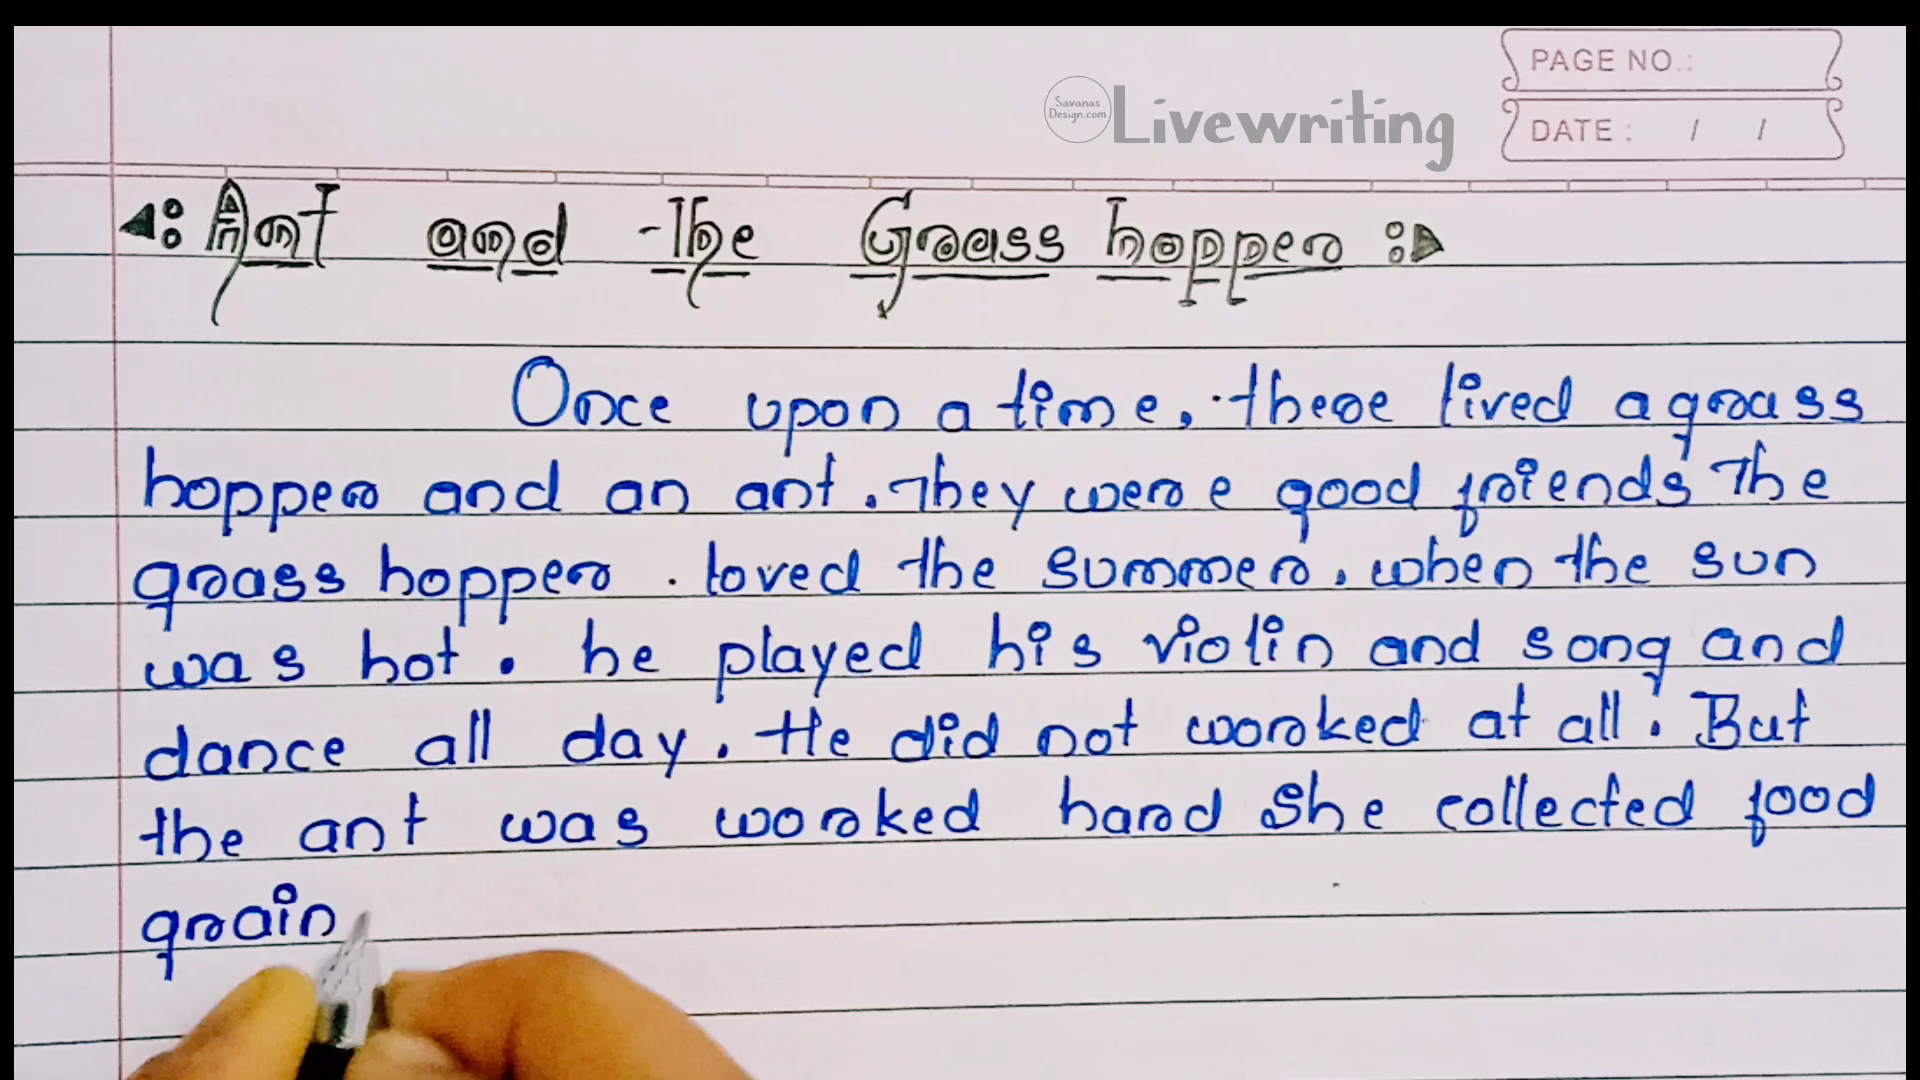 PAGE NO.:
Savanas Design.com Livewriting
DATE: / /
Ant and The Grass hopper
Once upon a time, there lived a grass
hopper and an ant. They were good friends The
grass hopper . loved the summer. when the sun
was hot. he played his violin and song and
dance all day. He did not worked at all. But
the ant was worked hard She collected food
grain